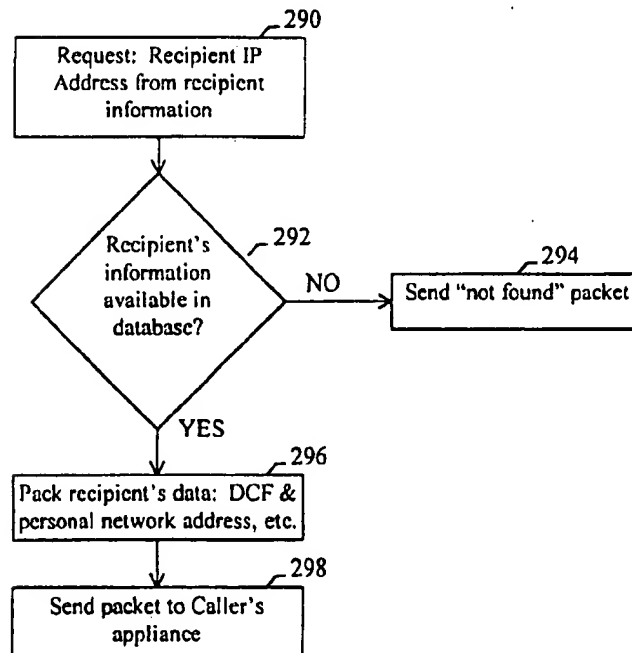 290
Request: Recipient IP
Address from recipient
information
292
Recipient's
information
available in
database?
NO
294
Send "not found" packet
YES
296
Pack recipient's data: DCF &
personal network address, etc.
298
Send packet to Caller's
appliance